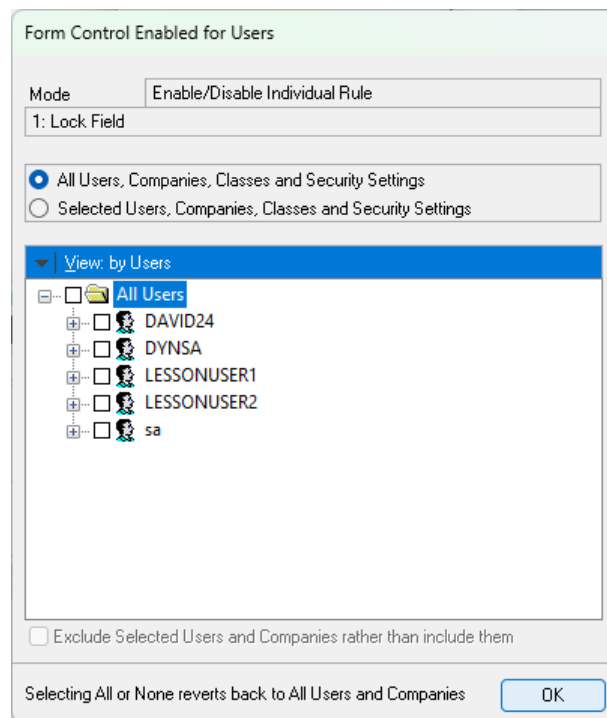 Form Control Enabled for Users
Mode Enable/Disable Individual Rule
1: Lock Field
All Users, Companies, Classes and Security Settings
Selected Users, Companies, Classes and Security Settings
View: by Users
All Users
DAVID24
DYNSA
LESSONUSER1
LESSONUSER2
sa
Exclude Selected Users and Companies rather than include them
Selecting All or None reverts back to All Users and Companies OK